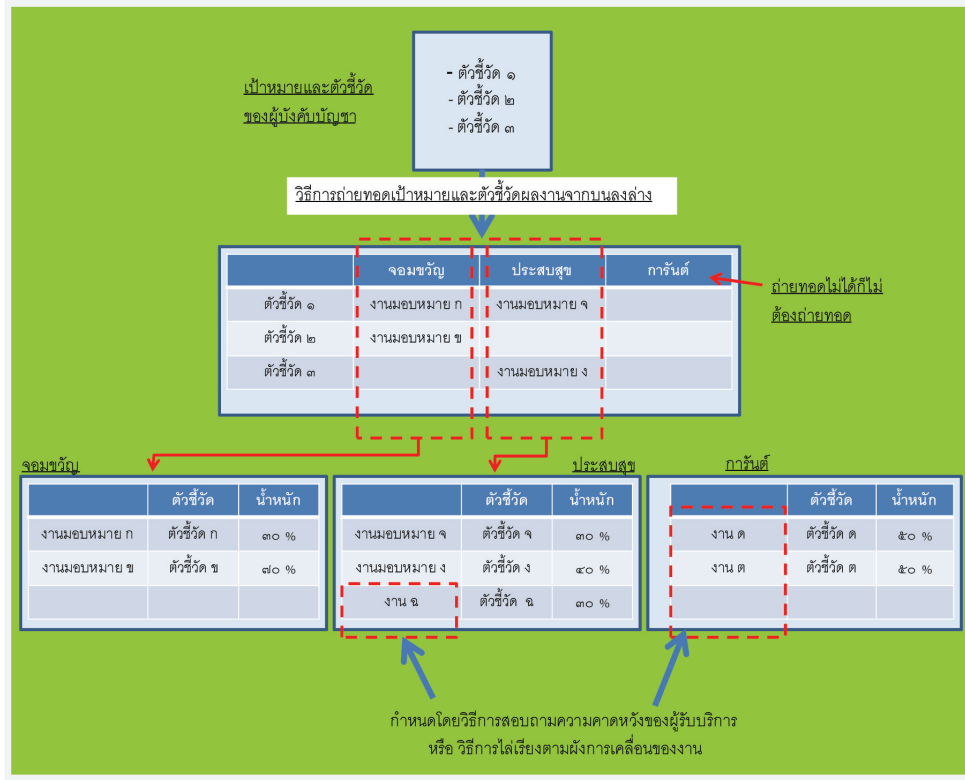 - ตัวชี้วัด ๑
- ตัวชี้วัด ๒
- ตัวชี้วัด ๓
เป้าหมายและตัวชี้วัด
ของผู้บังคับบัญชา
วิธีการถ่ายทอดเป้าหมายและตัวชี้วัดผลงานจากบนลงล่าง
จอมขวัญ ประสบสุข การันต์
ตัวชี้วัด ๑ งานมอบหมาย ก งานมอบหมาย จ
ตัวชี้วัด ๒ งานมอบหมาย ข
ตัวชี้วัด ๓ งานมอบหมาย ง
ถ่ายทอดไม่ได้ก็ไม่
ต้องถ่ายทอด
จอมขวัญ
ตัวชี้วัด น้ำหนัก
งานมอบหมาย ก ตัวชี้วัด ก ๓๐ %
งานมอบหมาย ข ตัวชี้วัด ข ๗๐ %
ประสบสุข
ตัวชี้วัด น้ำหนัก
งานมอบหมาย จ ตัวชี้วัด จ ๓๐ %
งานมอบหมาย ง ตัวชี้วัด ง ๔๐ %
งาน ฉ ตัวชี้วัด ฉ ๓๐ %
การันต์
ตัวชี้วัด น้ำหนัก
งาน ด ตัวชี้วัด ด ๕๐ %
งาน ต ตัวชี้วัด ต ๕๐ %
กำหนดโดยวิธีการสอบถามความคาดหวังของผู้รับบริการ
หรือ วิธีการไล่เรียงตามผังการเคลื่อนของงาน